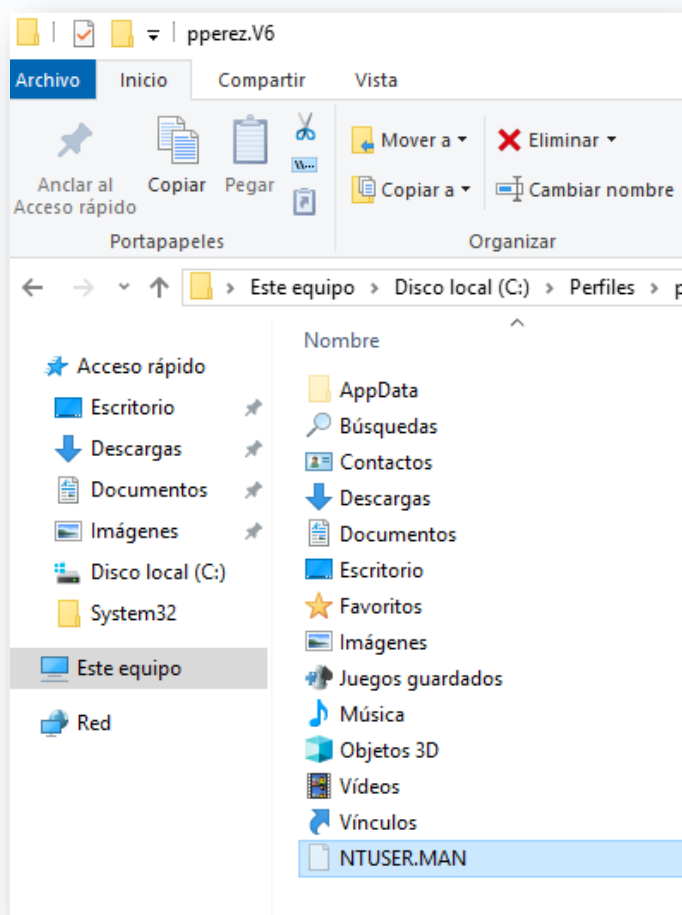 pperez.V6
Archivo Inicio Compartir Vista
Anclar al Acceso rápido
Copiar
Pegar
Mover a
Copiar a
Eliminar
Cambiar nombre
Portapapeles
Organizar
Este equipo > Disco local (C:) > Perfiles > p
Acceso rápido
Escritorio
Descargas
Documentos
Imágenes
Disco local (C:)
System32
Este equipo
Red
Nombre
AppData
Búsquedas
Contactos
Descargas
Documentos
Escritorio
Favoritos
Imágenes
Juegos guardados
Música
Objetos 3D
Vídeos
Vínculos
NTUSER.MAN